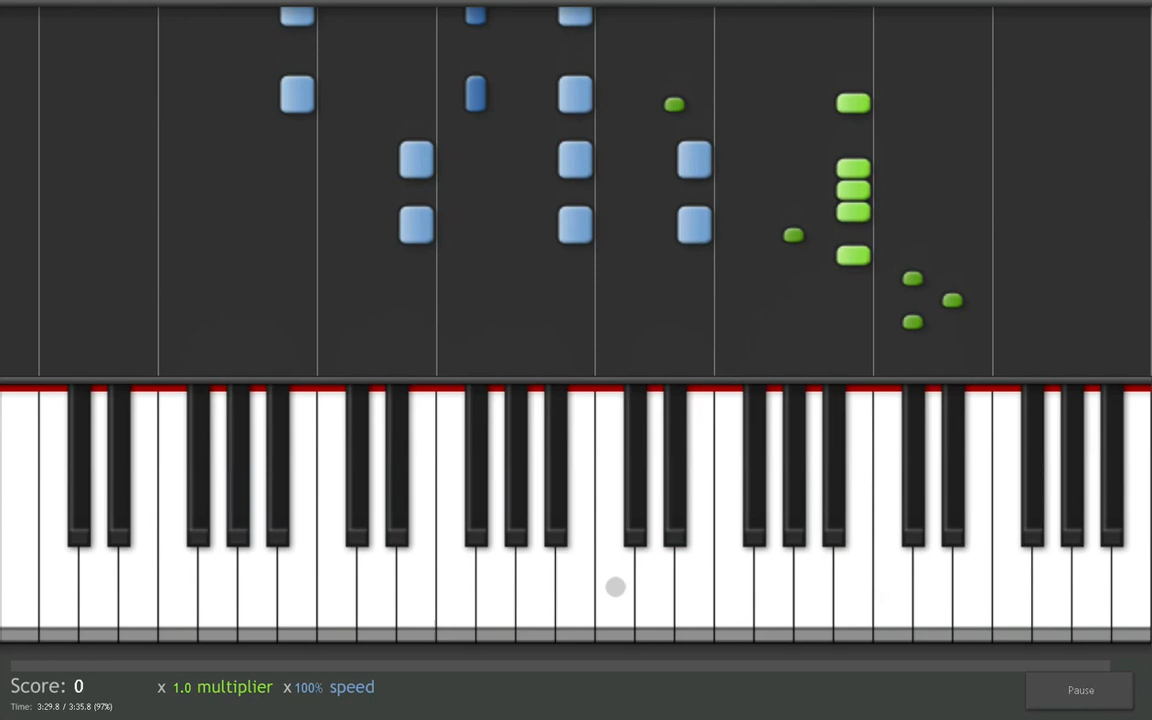 Score: 0 x 1.0 multiplier x 100% speed
Pause
Time: 3:29.8 / 3:35.8 (97%)